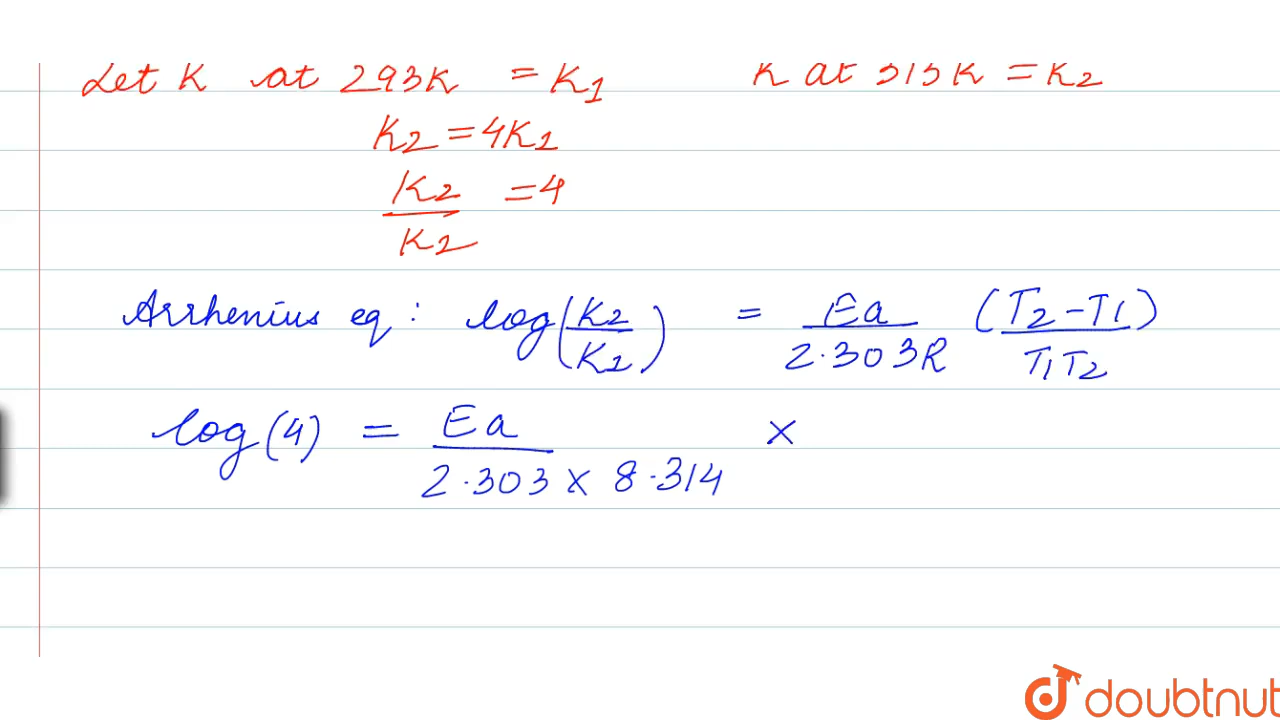 Let K at 293K = K1 K at 313K = K2
K2 = 4K1
K2 = 4
K2
Arrhenius eq : log(K2/K1) = Ea/2.303R (T2-T1)/T1T2
log(4) = Ea/2.303 x 8.314 x
doubtnut